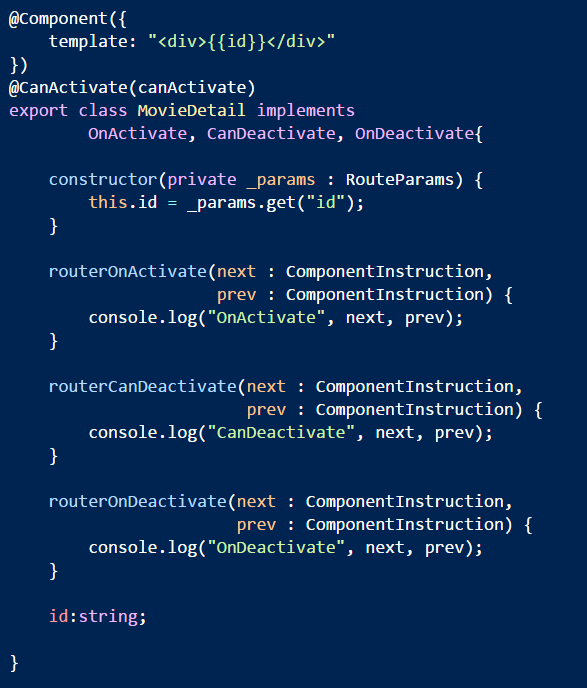 @Component({
    template: "<div>{{id}}</div>"
})
@CanActivate(canActivate)
export class MovieDetail implements
        OnActivate, CanDeactivate, OnDeactivate{

    constructor(private _params : RouteParams) {
        this.id = _params.get("id");
    }

    routerOnActivate(next : ComponentInstruction,
                     prev : ComponentInstruction) {
        console.log("OnActivate", next, prev);
    }

    routerCanDeactivate(next : ComponentInstruction,
                        prev : ComponentInstruction) {
        console.log("CanDeactivate", next, prev);
    }

    routerOnDeactivate(next : ComponentInstruction,
                       prev : ComponentInstruction) {
        console.log("OnDeactivate", next, prev);
    }

    id:string;

}